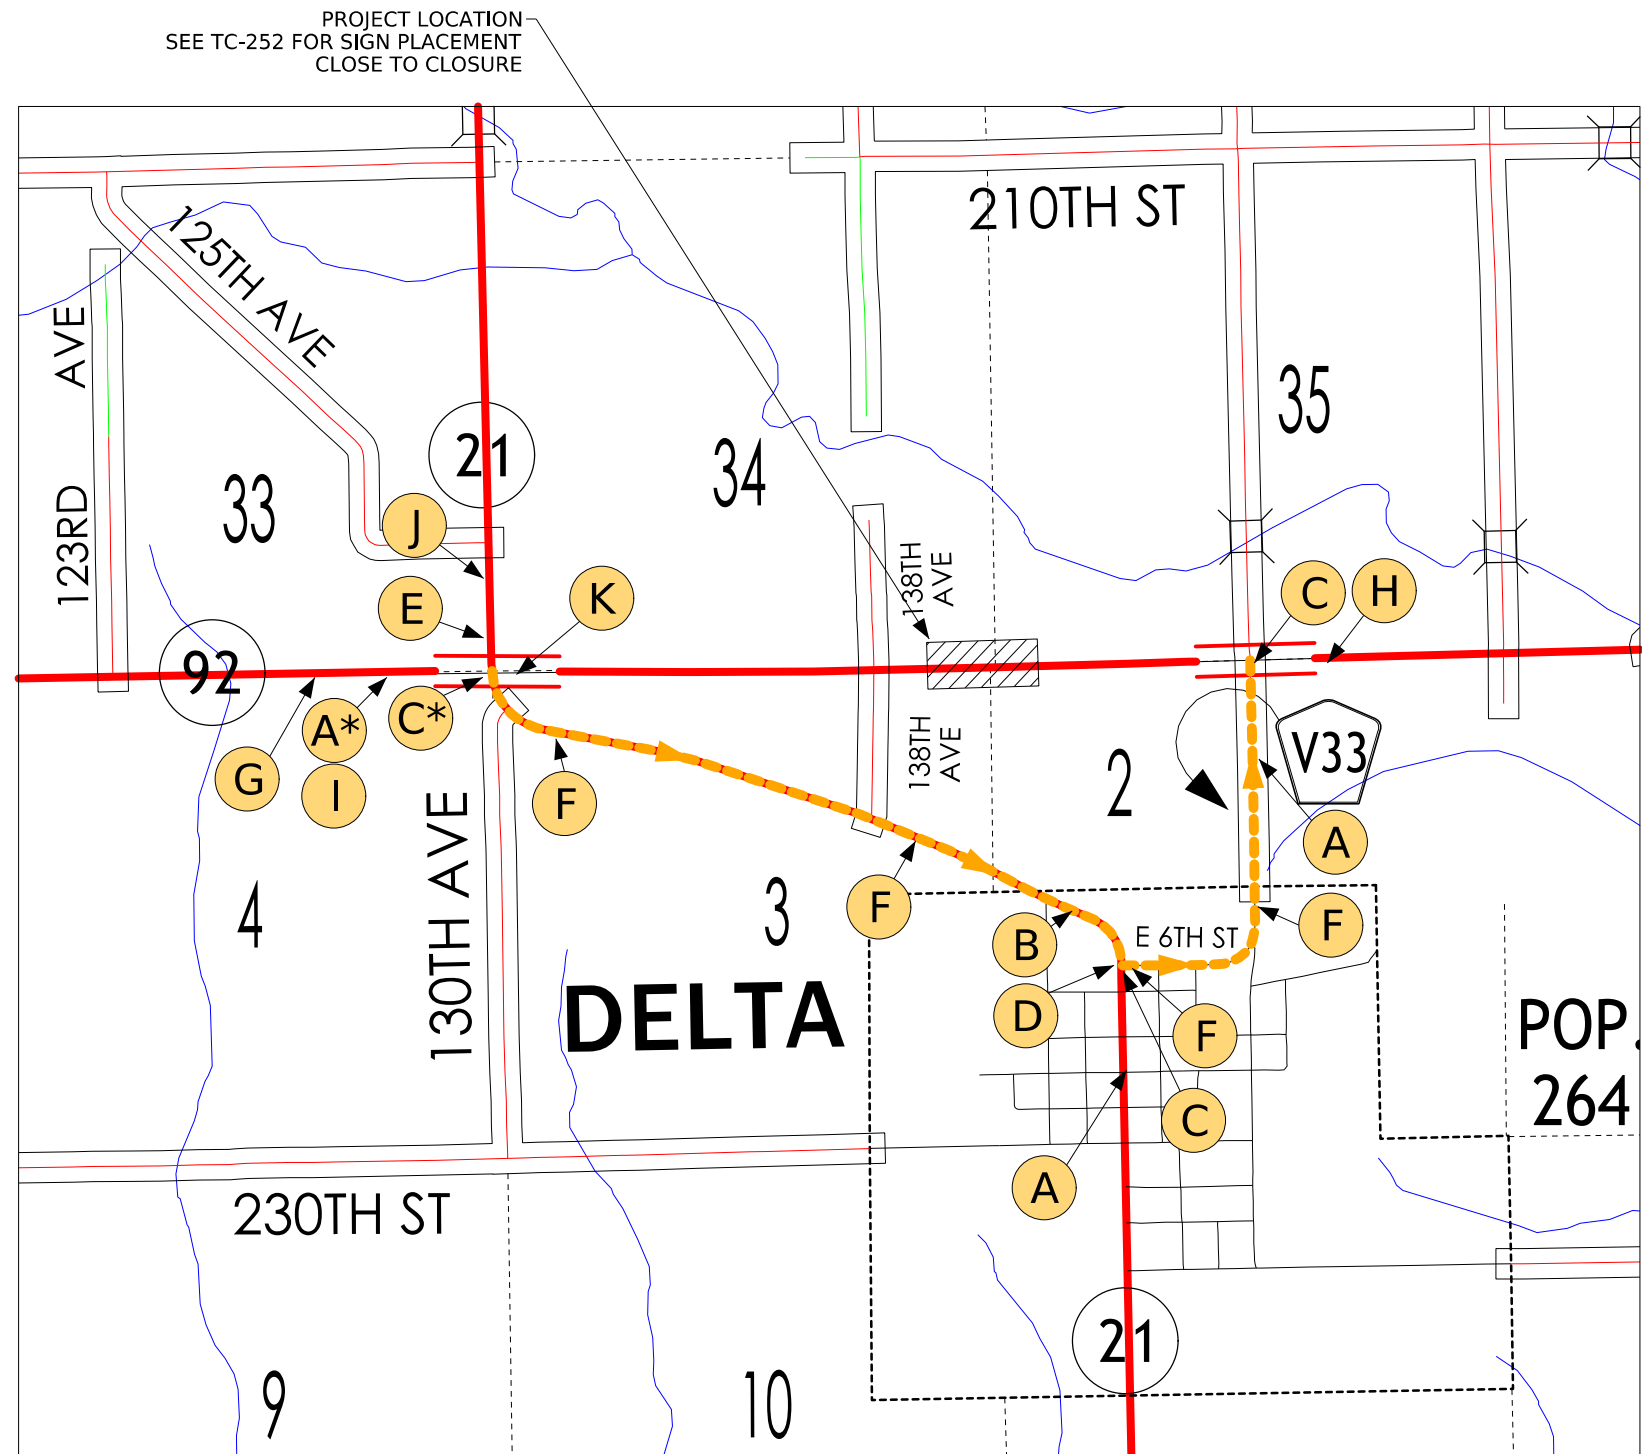 PROJECT LOCATION
SEE TC-252 FOR SIGN PLACEMENT
CLOSE TO CLOSURE
210TH ST
125TH AVE
123RD AVE
21
33
34
35
J
E
K
138TH
AVE
C
H
92
G
A*
I
C*
F
138TH
AVE
2
V33
A
130TH AVE
4
3
F
B
E 6TH ST
F
D
F
DELTA
POP.
264
C
A
230TH ST
21
9
10